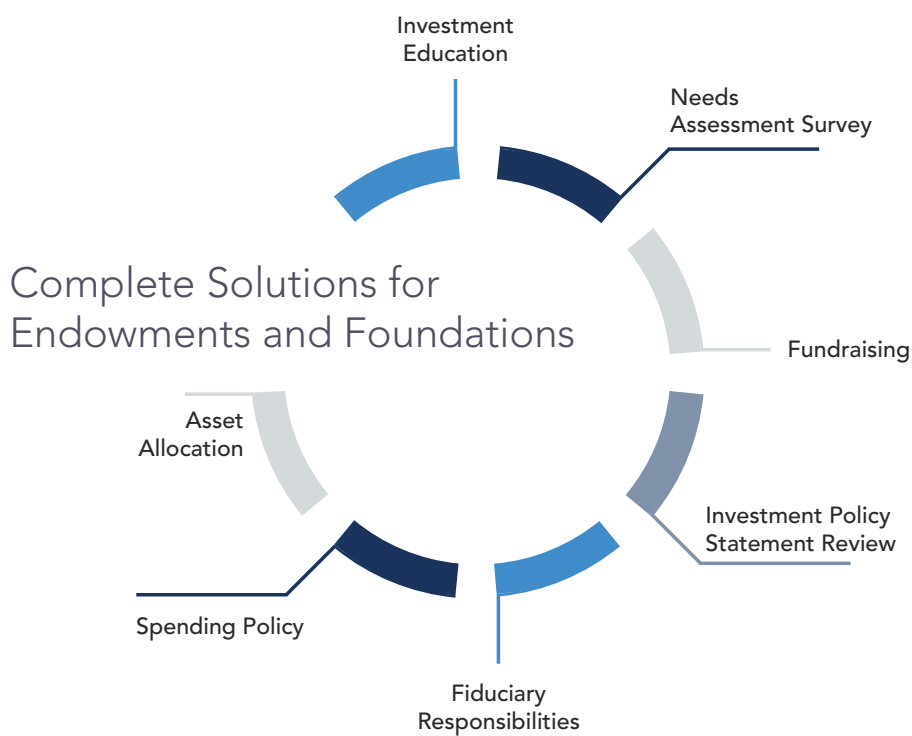 Investment
Education
Needs
Assessment Survey
Complete Solutions for
Endowments and Foundations
Fundraising
Asset
Allocation
Investment Policy
Statement Review
Spending Policy
Fiduciary
Responsibilities